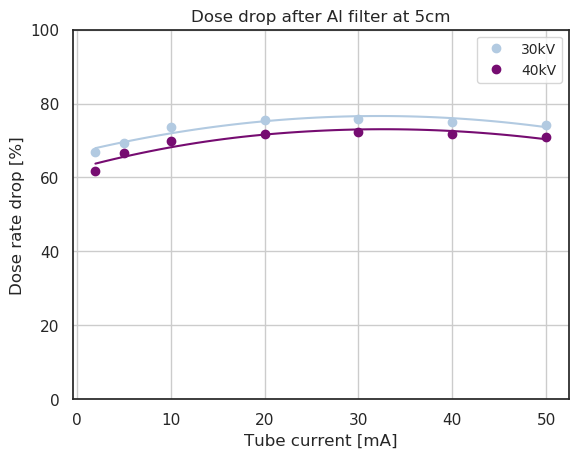 Dose drop after Al filter at 5cm
30kV
40kV
Dose rate drop [%]
100
80
60
40
20
0
0 10 20 30 40 50
Tube current [mA]